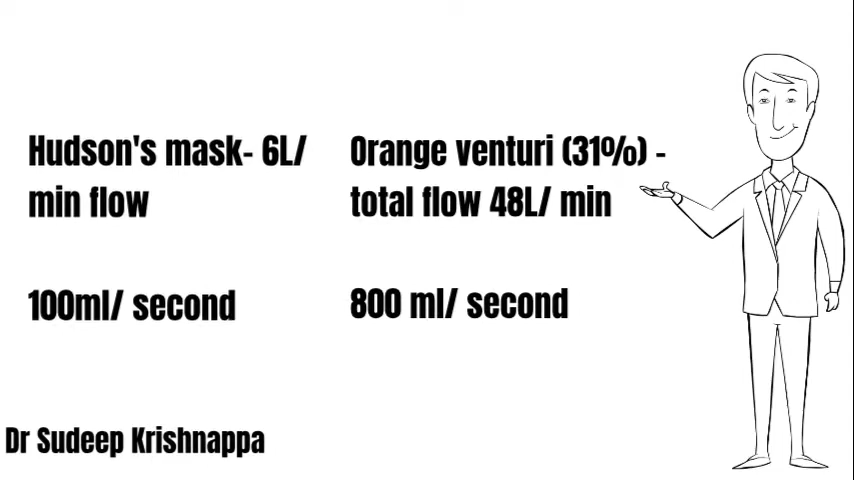 Hudson's mask- 6L/
min flow
100ml/ second
Orange venturi (31%) -
total flow 48L/ min
800 ml/ second
Dr Sudeep Krishnappa